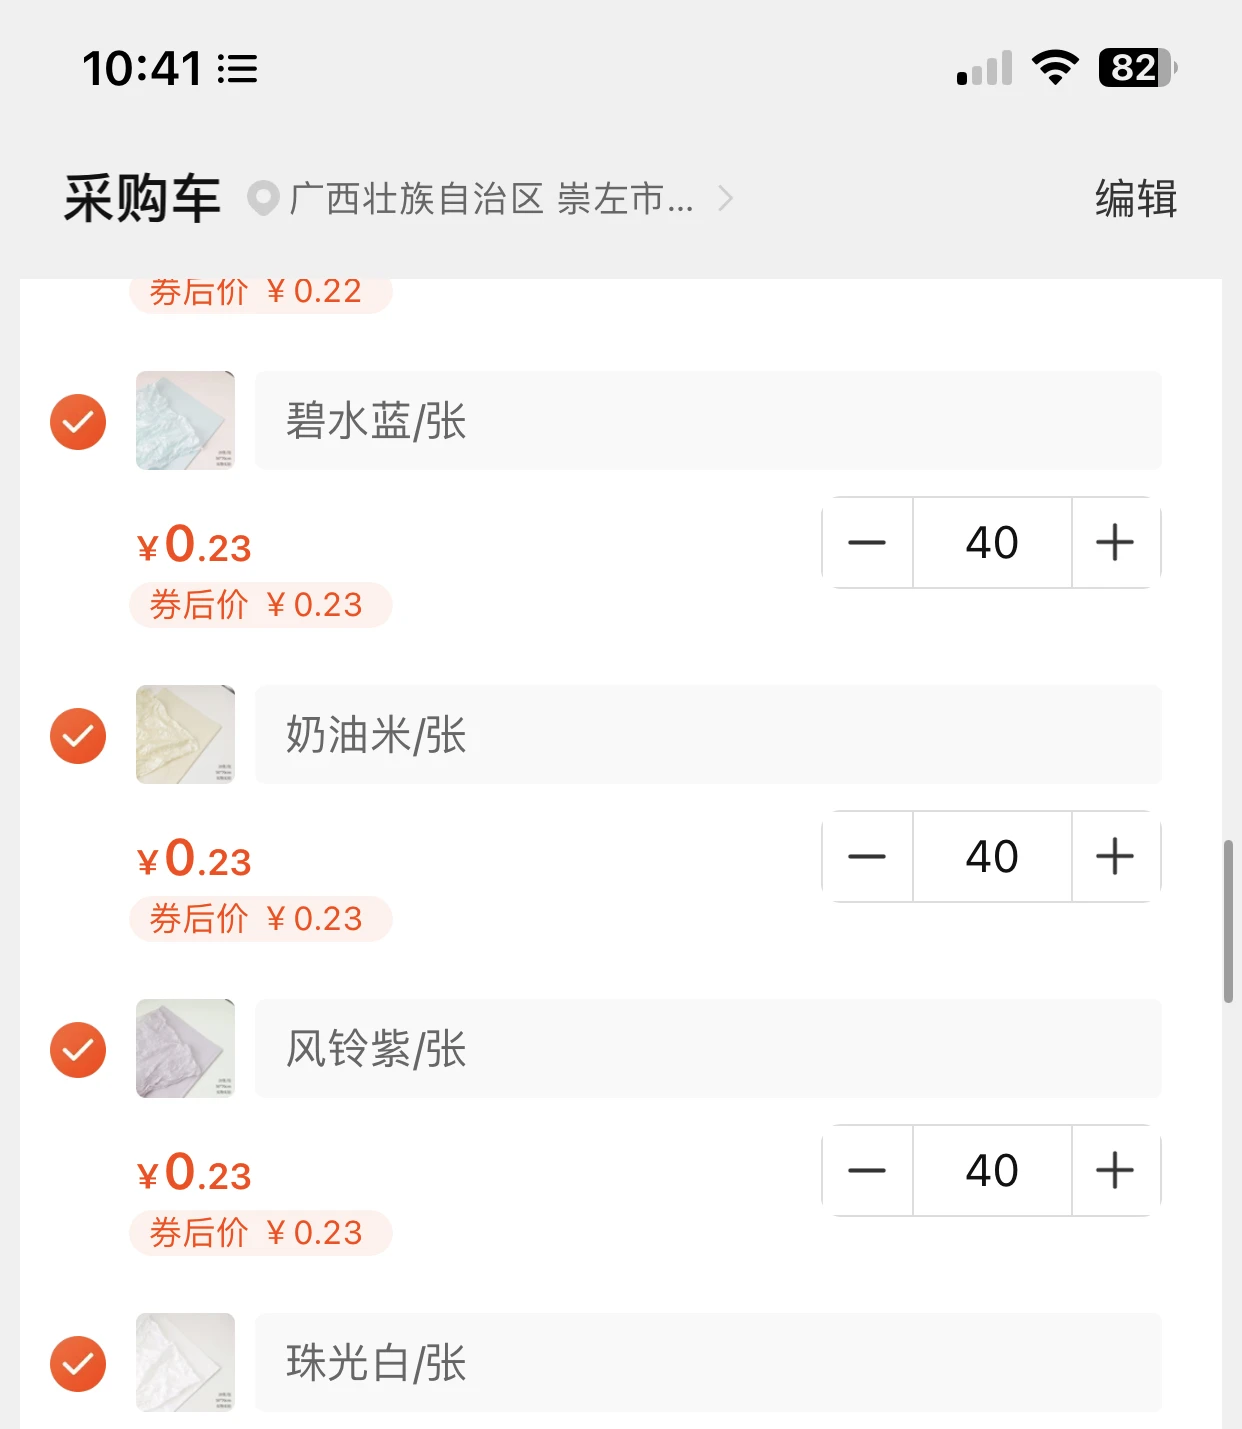 10:41
82
采购车 广西壮族自治区 崇左市... 编辑
券后价 ¥0.22
碧水蓝/张
¥0.23 40
券后价 ¥0.23
奶油米/张
¥0.23 40
券后价 ¥0.23
风铃紫/张
¥0.23 40
券后价 ¥0.23
珠光白/张